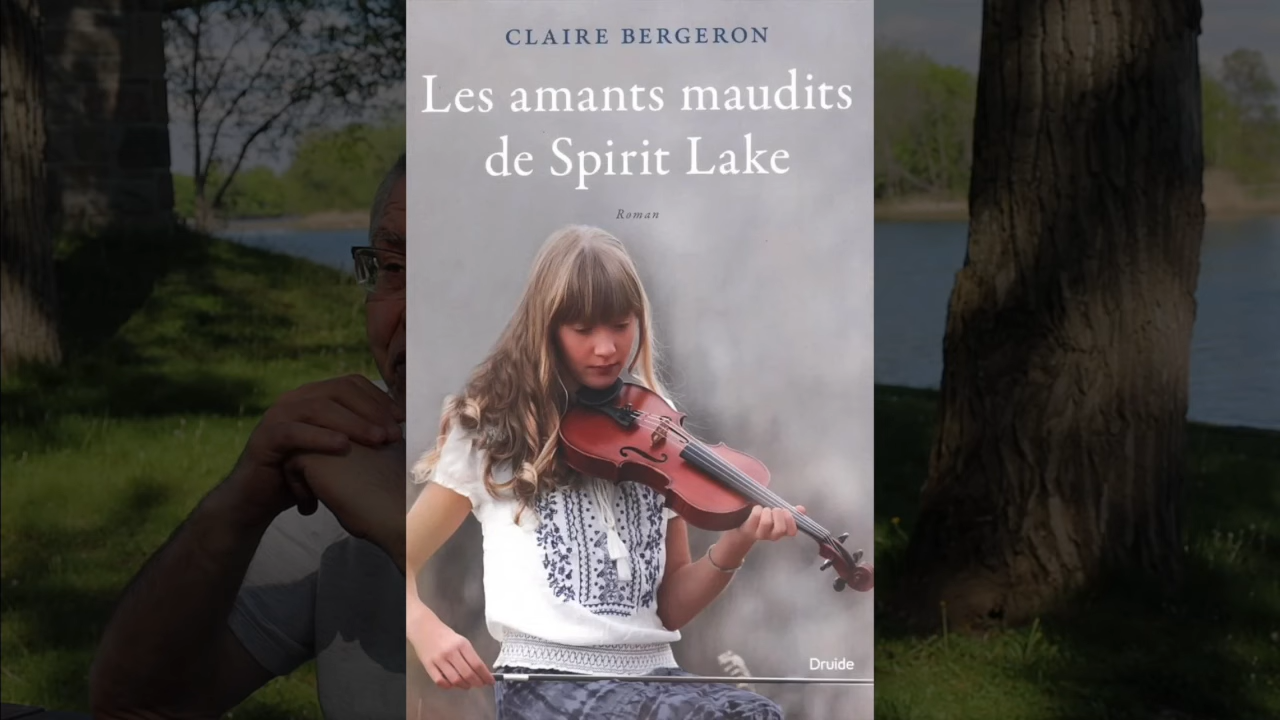 CLAIRE BERGERON
Les amants maudits
de Spirit Lake
Roman
Druide